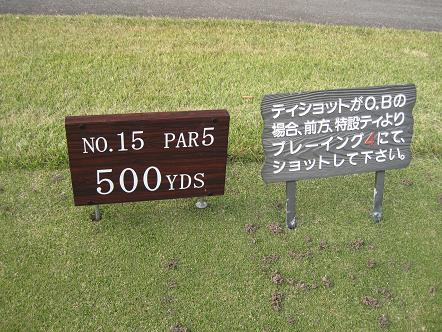 NO.15 PAR5
500YDS
ティショットがO.Bの
場合、前方、特設ティより
プレーイング4にて、
ショットして下さい。